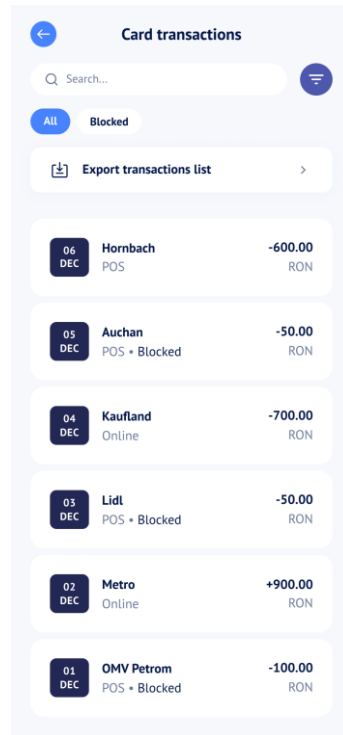 Card transactions
Search...
All Blocked
Export transactions list
06 DEC Hornbach -600.00
POS RON
05 DEC Auchan -50.00
POS • Blocked RON
04 DEC Kaufland -700.00
Online RON
03 DEC Lidl -50.00
POS • Blocked RON
02 DEC Metro +900.00
Online RON
01 DEC OMV Petrom -100.00
POS • Blocked RON